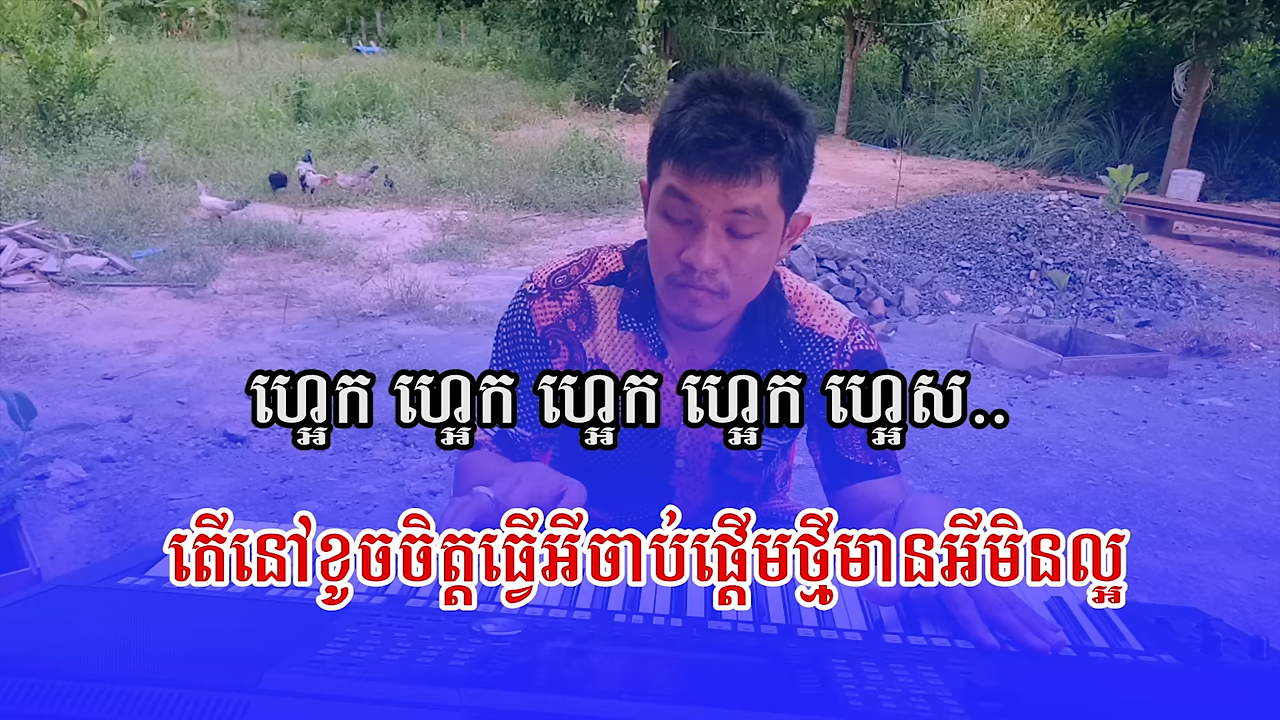 ហ្អេក ហ្អេក ហ្អេក ហ្អេក ហ្អេស..
តើនៅខូចចិត្តធ្វើអីចាប់ផ្តើមថ្មីមានអីមិនល្អ